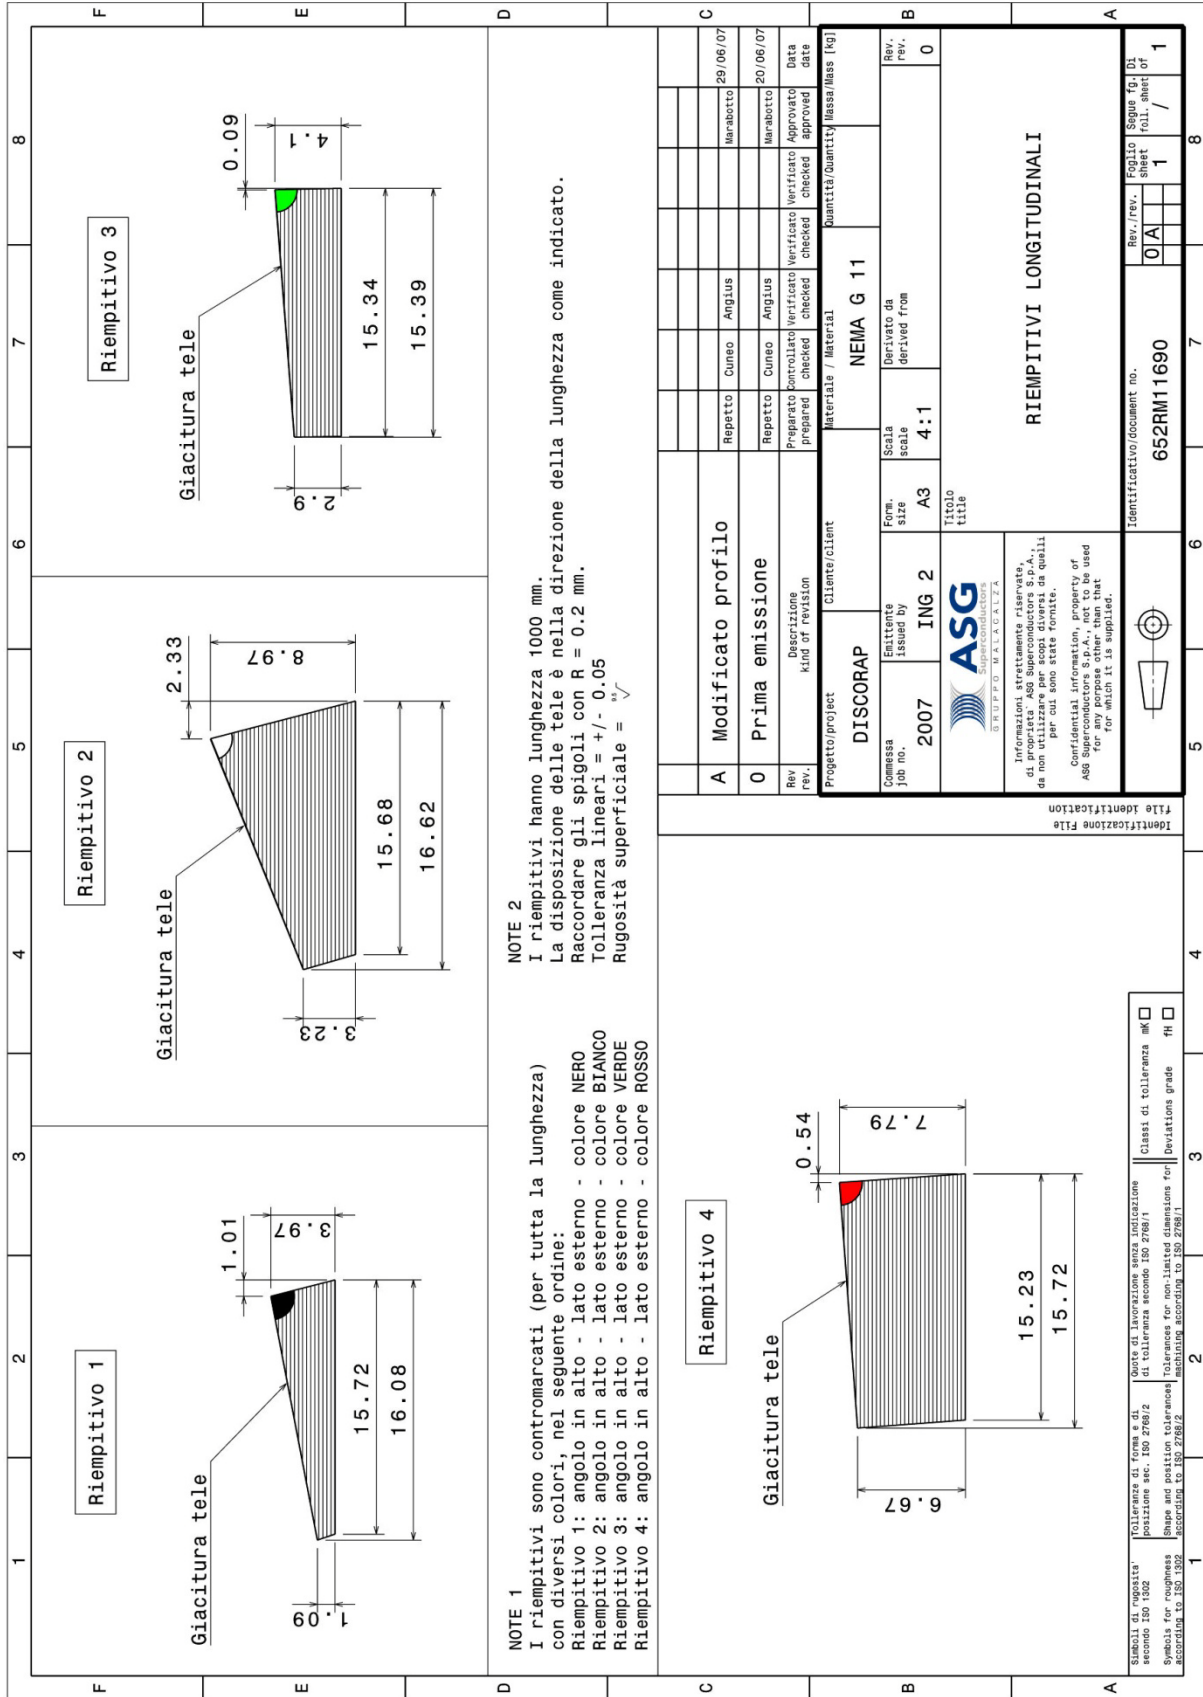 1 2 3 4 5 6 7 8
F
E
D
C
B
A
Riempitivo 1
Giacitura tele
1.01
3.97
1.09
15.72
16.08
Riempitivo 2
Giacitura tele
2.33
8.97
3.23
15.68
16.62
Riempitivo 3
Giacitura tele
0.09
4.1
2.9
15.34
15.39
NOTE 1
I riempitivi sono contromarcati (per tutta la lunghezza)
con diversi colori, nel seguente ordine:
Riempitivo 1: angolo in alto - lato esterno - colore NERO
Riempitivo 2: angolo in alto - lato esterno - colore BIANCO
Riempitivo 3: angolo in alto - lato esterno - colore VERDE
Riempitivo 4: angolo in alto - lato esterno - colore ROSSO
NOTE 2
I riempitivi hanno lunghezza 1000 mm.
La disposizione delle tele è nella direzione della lunghezza come indicato.
Raccordare gli spigoli con R = 0.2 mm.
Tolleranza lineari = +/- 0.05
Rugosità superficiale =
Riempitivo 4
Giacitura tele
0.54
7.79
6.67
15.23
15.72
A Modificato profilo Repetto Cuneo Angius Marabotto 29/06/07
0 Prima emissione Repetto Cuneo Angius Marabotto 20/06/07
Rev Descrizione Preparato Controllato Verificato Verificato Verificato Approvato Data
rev. kind of revision prepared checked checked checked checked approved date
Progetto/project Cliente/client Materiale / Material Quantità/Quantity Massa/Mass [kg]
DISCORAP NEMA G 11
Commessa Emittente Form. Scala Derivato da Rev.
job no. issued by size scale derived from rev.
2007 ING 2 A3 4:1 0
ASG
Superconductors
GRUPPO MALACALZA
Titolo
title
RIEMPITIVI LONGITUDINALI
Informazioni strettamente riservate,
di proprieta' ASG Superconductors S.p.A.,
da non utilizzare per scopi diversi da quelli
per cui sono state fornite.
Confidential information, property of
ASG Superconductors S.p.A., not to be used
for any porpose other than that
for which it is supplied.
Identificativo/document no. Rev./rev. Foglio Segue fg. Di
sheet foll. sheet of
652RM11690 0 A 1 / 1
Identificazione File
file identification
Simboli di rugosita'
secondo ISO 1302
Symbols for roughness
according to ISO 1302
Tolleranze di forma e di
posizione sec. ISO 2768/2
Shape and position tolerances
according to ISO 2768/2
Quote di lavorazione senza indicazione
di tolleranza secondo ISO 2768/1
Tolerances for non-limited dimensions for
machining according to ISO 2768/1
Classi di tolleranza mK
Deviations grade fH
1 2 3 4 5 6 7 8
F
E
D
C
B
A